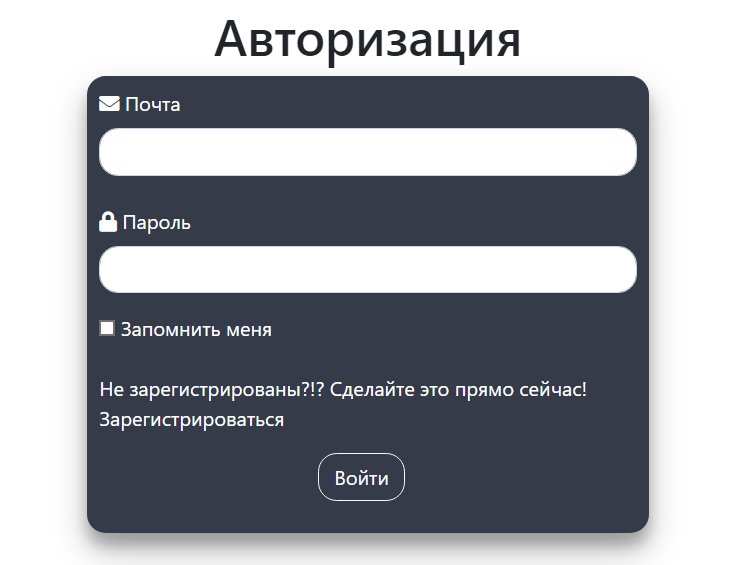 Авторизация
Почта
Пароль
Запомнить меня
Не зарегистрированы?!? Сделайте это прямо сейчас!
Зарегистрироваться
Войти